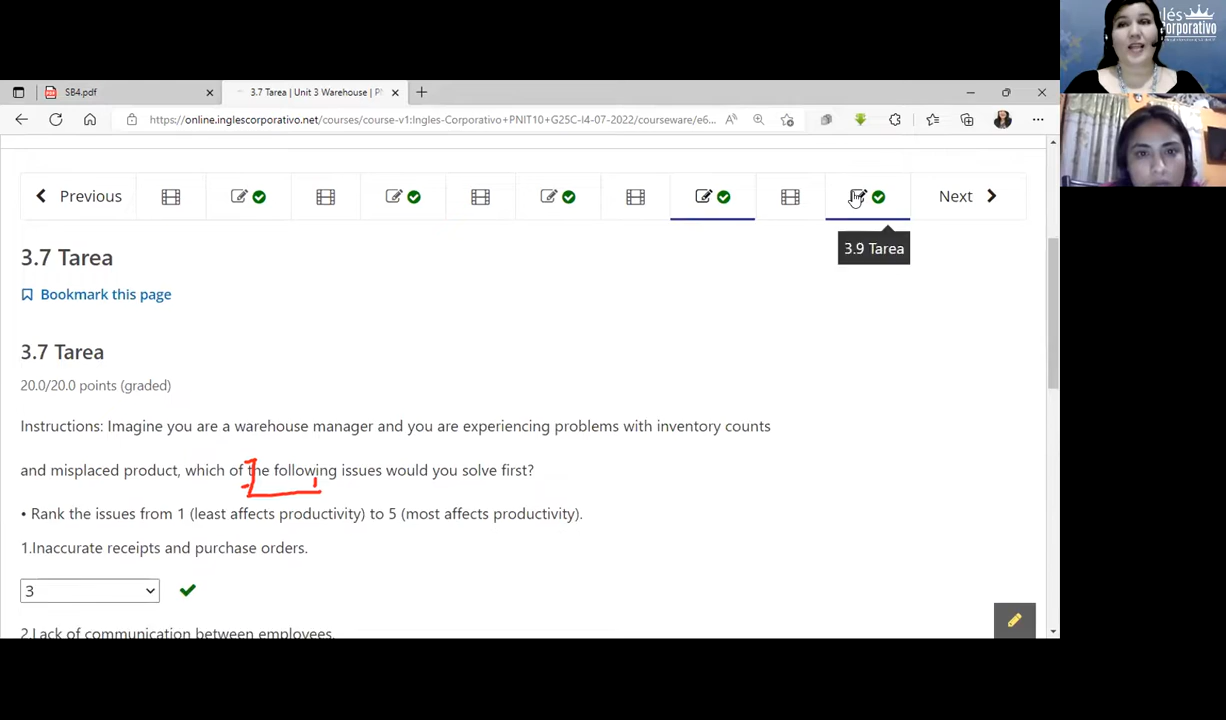 lés
Corporativo
SB4.pdf
3.7 Tarea | Unit 3 Warehouse | PN
https://online.inglescorporativo.net/courses/course-v1:Ingles-Corporativo+PNIT10+G25C-I4-07-2022/courseware/e6...
Previous
Next
3.9 Tarea
3.7 Tarea
Bookmark this page
3.7 Tarea
20.0/20.0 points (graded)
Instructions: Imagine you are a warehouse manager and you are experiencing problems with inventory counts
and misplaced product, which of the following issues would you solve first?
• Rank the issues from 1 (least affects productivity) to 5 (most affects productivity).
1.Inaccurate receipts and purchase orders.
3
2.Lack of communication between employees.